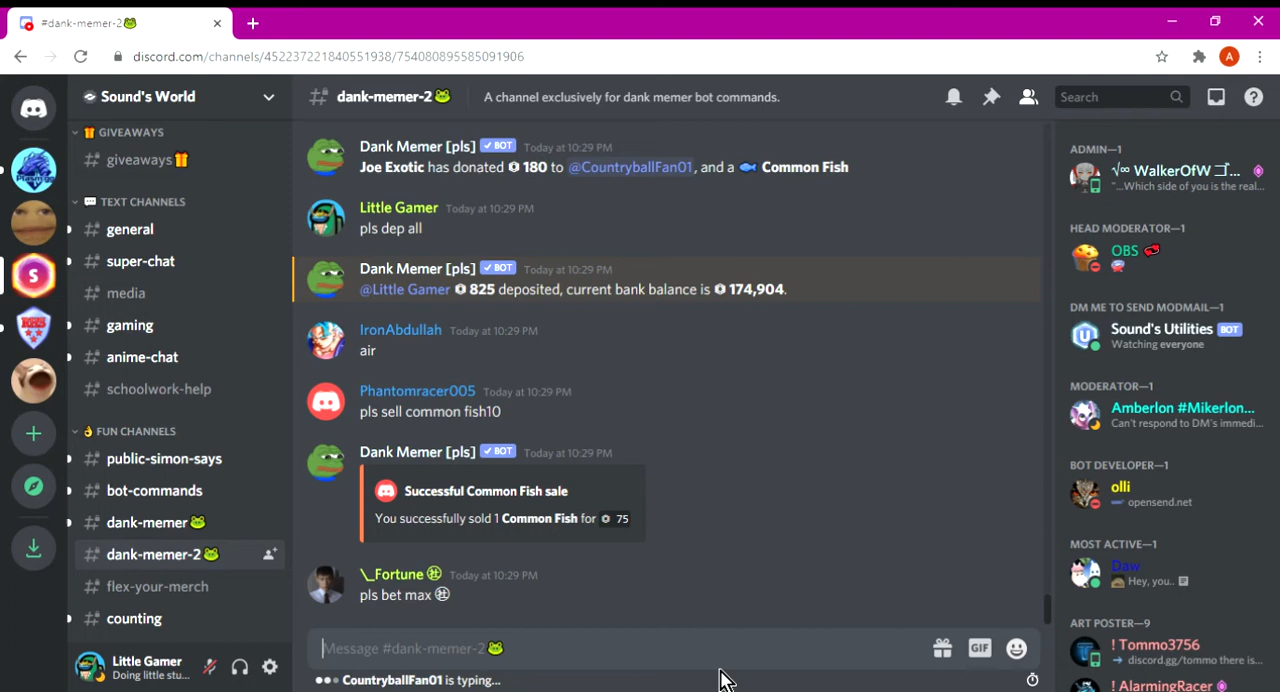 #dank-memer-2🐸
discord.com/channels/452237221840551938/754080895585091906
A
Sound's World
# dank-memer-2🐸
A channel exclusively for dank memer bot commands.
Search
GIVEAWAYS
giveaways
TEXT CHANNELS
general
super-chat
media
gaming
anime-chat
schoolwork-help
FUN CHANNELS
public-simon-says
bot-commands
dank-memer🐸
dank-memer-2🐸
flex-your-merch
counting
Little Gamer
Doing little stu...
Dank Memer [pls] ✓ BOT Today at 10:29 PM
Joe Exotic has donated 180 to @CountryballFan01, and a Common Fish
Little Gamer Today at 10:29 PM
pls dep all
Dank Memer [pls] ✓ BOT Today at 10:29 PM
@Little Gamer 825 deposited, current bank balance is 174,904.
IronAbdullah Today at 10:29 PM
air
Phantomracer005 Today at 10:29 PM
pls sell common fish10
Dank Memer [pls] ✓ BOT Today at 10:29 PM
Successful Common Fish sale
You successfully sold 1 Common Fish for 75
\_Fortune Today at 10:29 PM
pls bet max
Message #dank-memer-2🐸
GIF
CountryballFan01 is typing...
ADMIN—1
√∞ WalkerOfW ゴ...
"...Which side of you is the real...
HEAD MODERATOR—1
OBS
DM ME TO SEND MODMAIL—1
Sound's Utilities BOT
Watching everyone
MODERATOR—1
Amberlon #Mikerlon...
Can't respond to DM's immedi...
BOT DEVELOPER—1
olli
opensend.net
MOST ACTIVE—1
Daw
Hey, you..
ART POSTER—9
! Tommo3756
discord.gg/tommo there is...
! AlarmingRacer